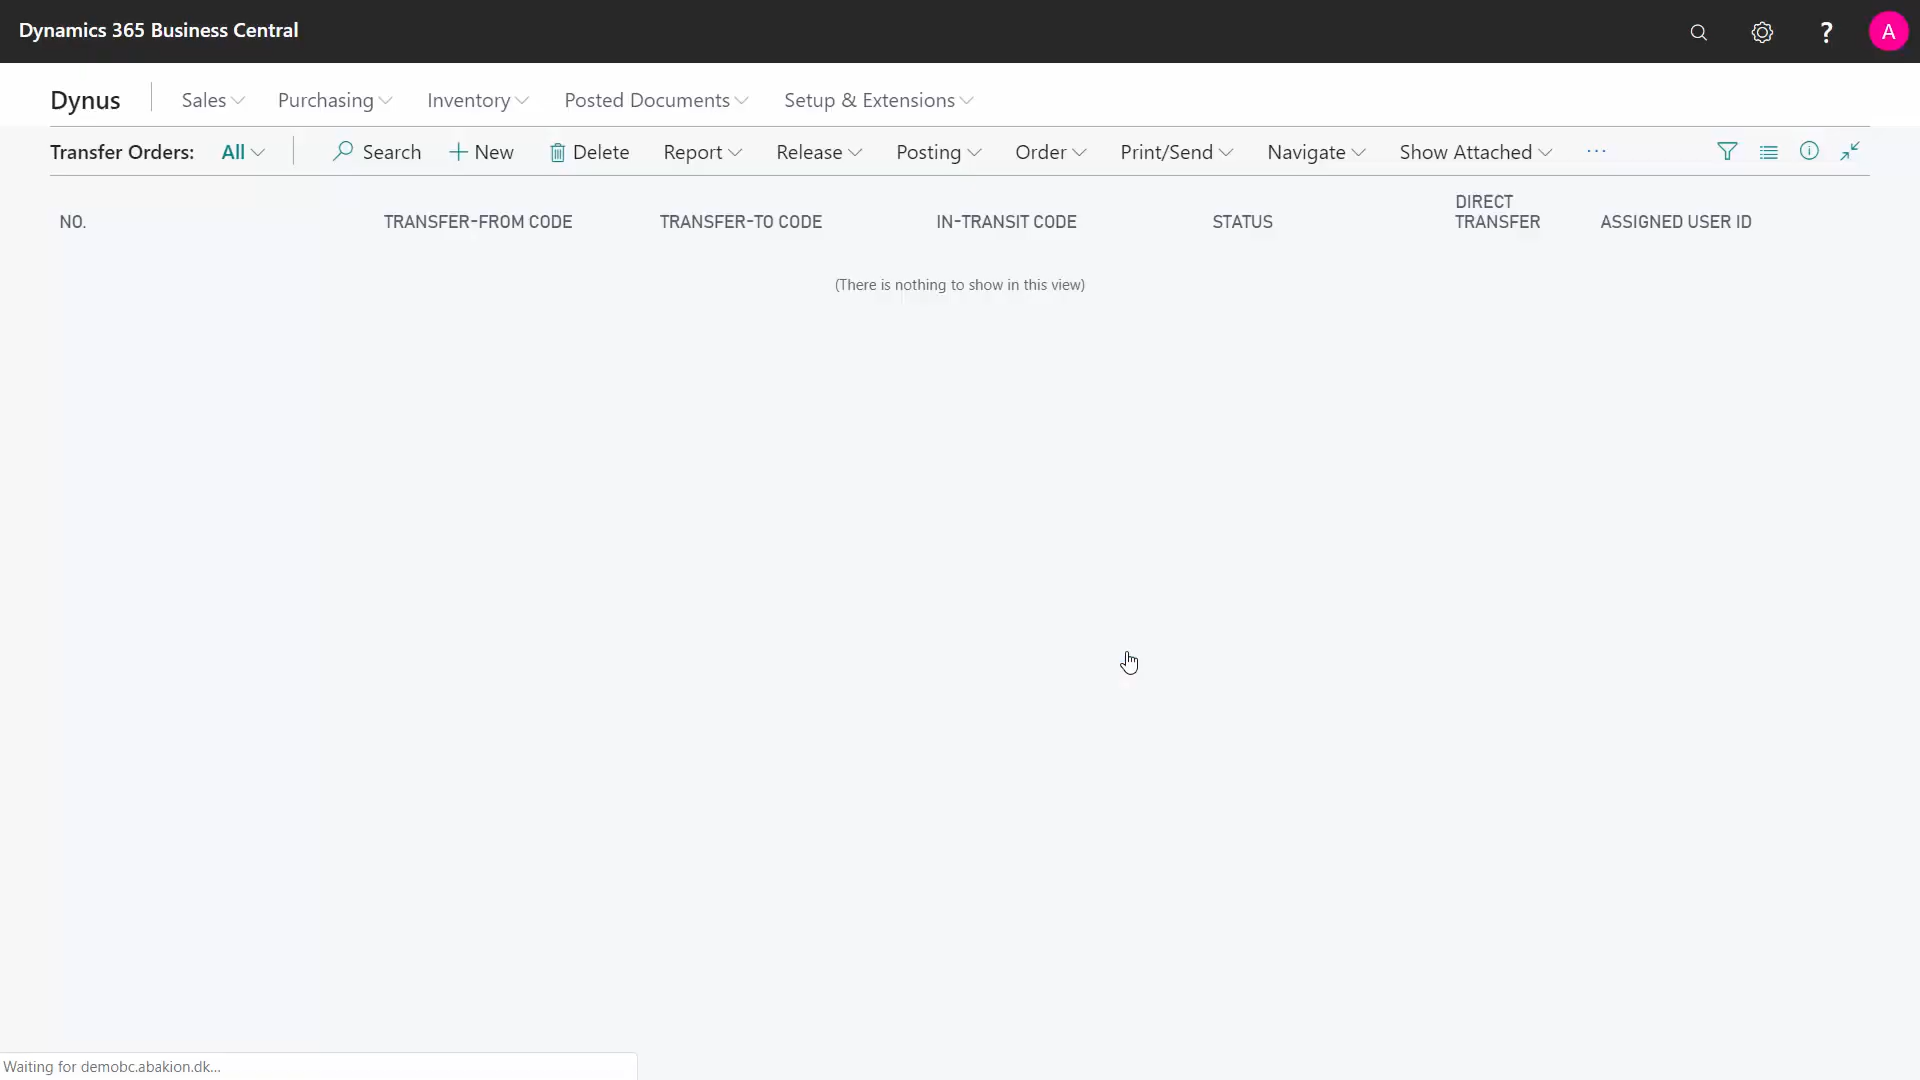 Dynamics 365 Business Central
?
A
Dynus
Sales
Purchasing
Inventory
Posted Documents
Setup & Extensions
Transfer Orders:
All
Search
New
Delete
Report
Release
Posting
Order
Print/Send
Navigate
Show Attached
...
NO.
TRANSFER-FROM CODE
TRANSFER-TO CODE
IN-TRANSIT CODE
STATUS
DIRECT
TRANSFER
ASSIGNED USER ID
(There is nothing to show in this view)
Waiting for demobc.abakion.dk...